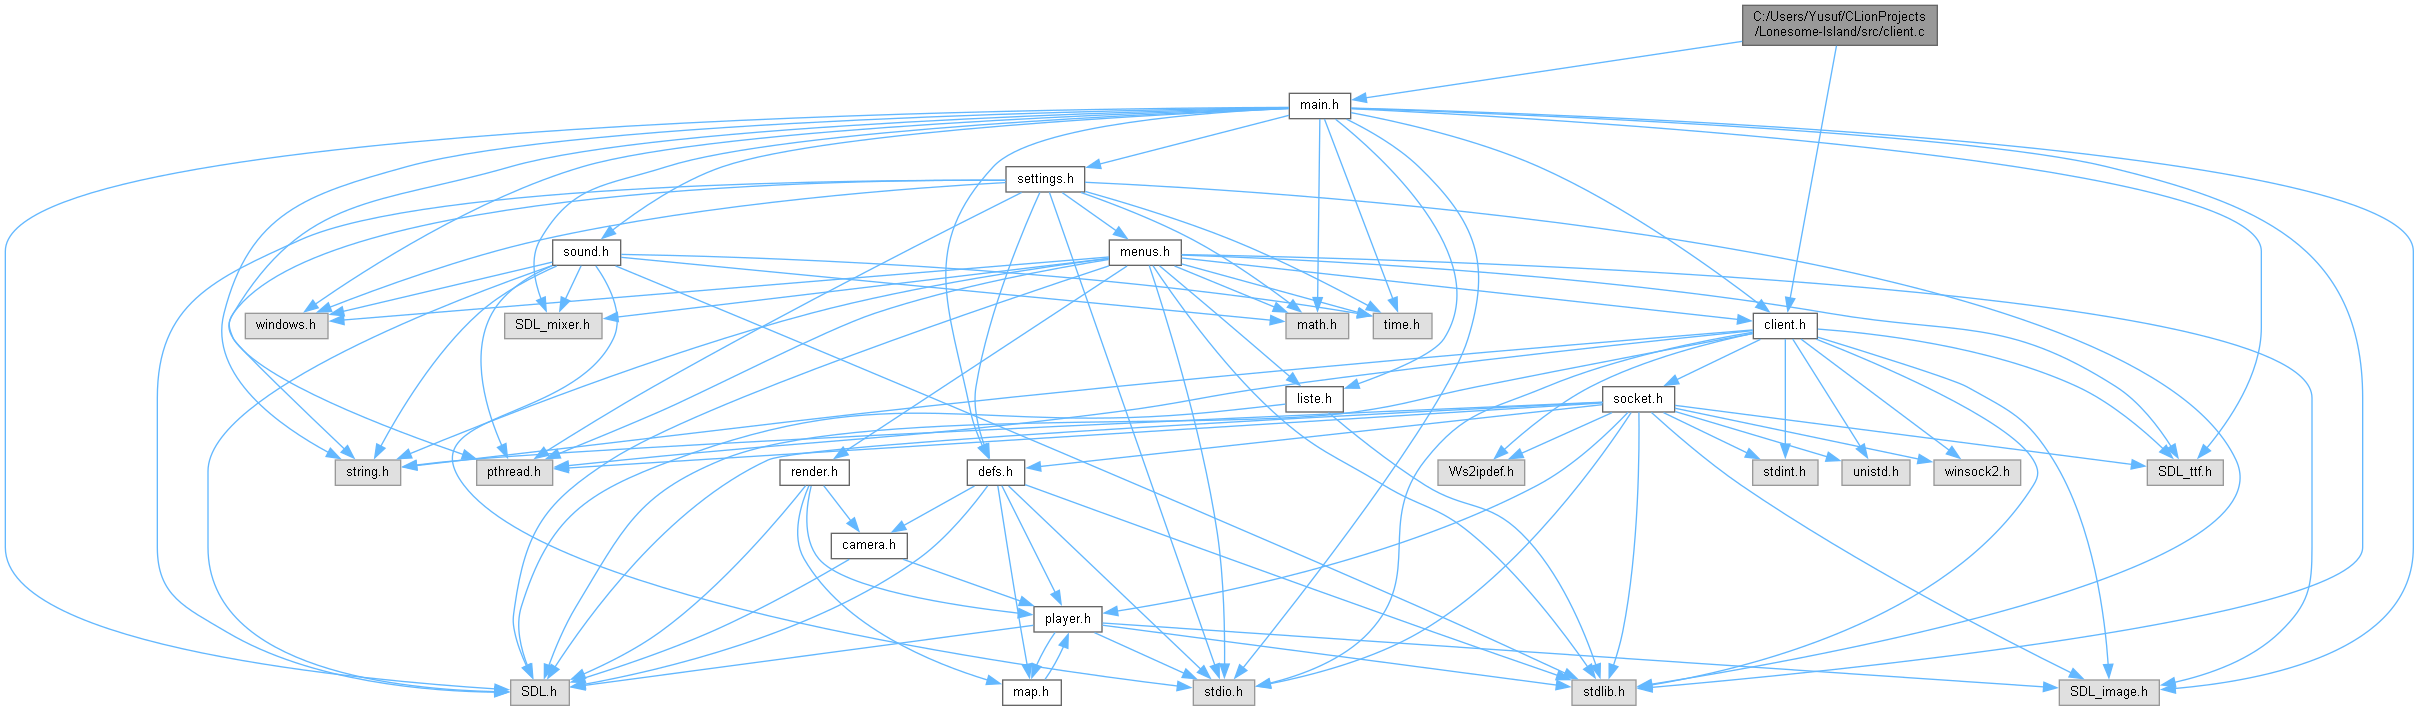 C:/Users/Yusuf/CLionProjects
/Lonesome-Island/src/client.c
main.h
settings.h
sound.h
menus.h
windows.h
SDL_mixer.h
math.h
time.h
client.h
liste.h
socket.h
string.h
pthread.h
render.h
defs.h
Ws2ipdef.h
stdint.h
unistd.h
winsock2.h
SDL_ttf.h
camera.h
player.h
SDL.h
map.h
stdio.h
stdlib.h
SDL_image.h